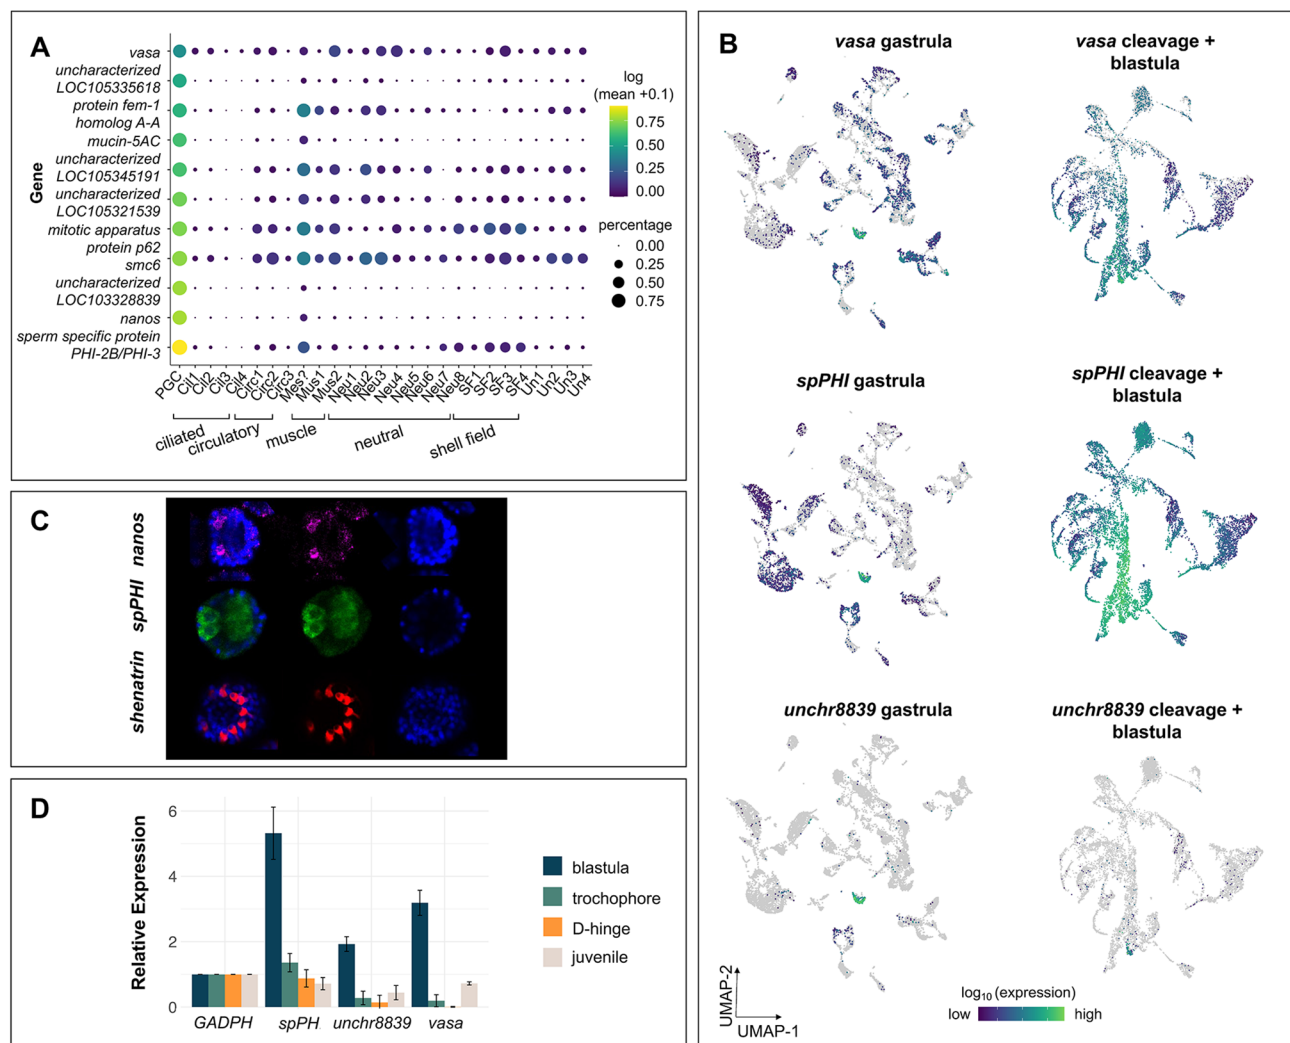 A
vasa
uncharacterized
LOC105335618
protein fem-1
homolog A-A
mucin-5AC
uncharacterized
LOC105345191
uncharacterized
LOC105321539
mitotic apparatus
protein p62
smc6
uncharacterized
LOC103328839
nanos
sperm specific protein
PHI-2B/PHI-3
Gene
PGC
Cil1
Cil2
Cil3
Cil4
Circ1
Circ2
Circ3
Mes?
Mus1
Mus2
Neu1
Neu2
Neu3
Neu4
Neu5
Neu6
Neu7
Neu8
SF1
SF2
SF3
SF4
Un1
Un2
Un3
Un4
ciliated
circulatory
muscle
neutral
shell field
log
(mean +0.1)
0.75
0.50
0.25
0.00
percentage
0.00
0.25
0.50
0.75
B
vasa gastrula
vasa cleavage +
blastula
spPHI gastrula
spPHI cleavage +
blastula
unchr8839 gastrula
unchr8839 cleavage +
blastula
UMAP-2
UMAP-1
log10 (expression)
low
high
C
nanos
spPHI
shenatrin
D
Relative Expression
6
4
2
0
GADPH
spPH
unchr8839
vasa
blastula
trochophore
D-hinge
juvenile